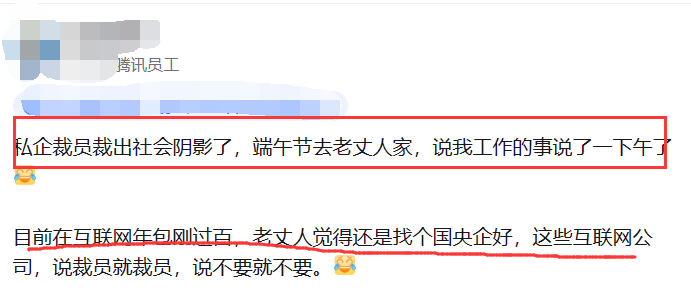 腾讯员工
私企裁员裁出社会阴影了，端午节去老丈人家，说我工作的事说了一下午了
目前在互联网年包刚过百，老丈人觉得还是找个国央企好，这些互联网公
司，说裁员就裁员，说不要就不要。